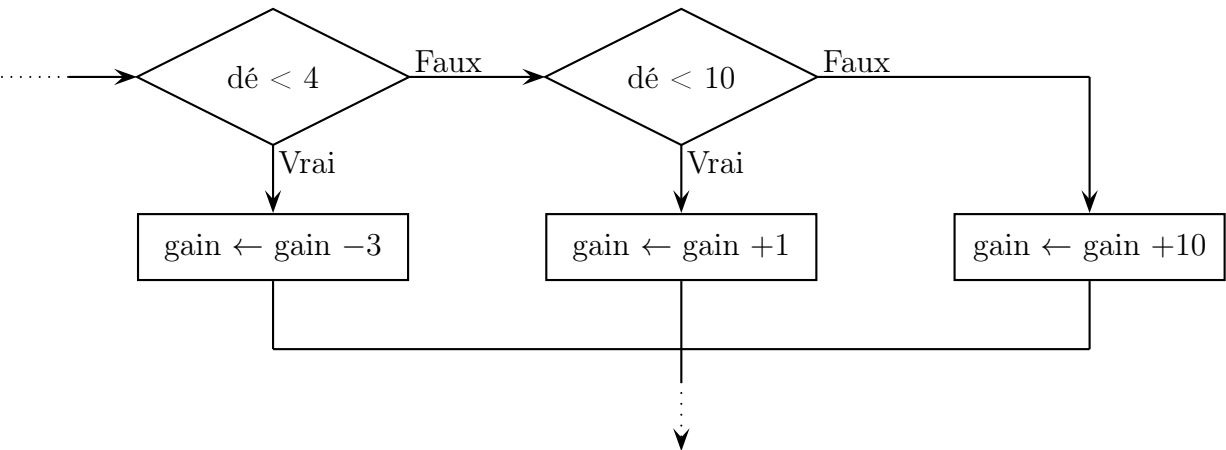 Faux
Faux
dé < 4
dé < 10
Vrai
Vrai
gain ← gain −3
gain ← gain +1
gain ← gain +10